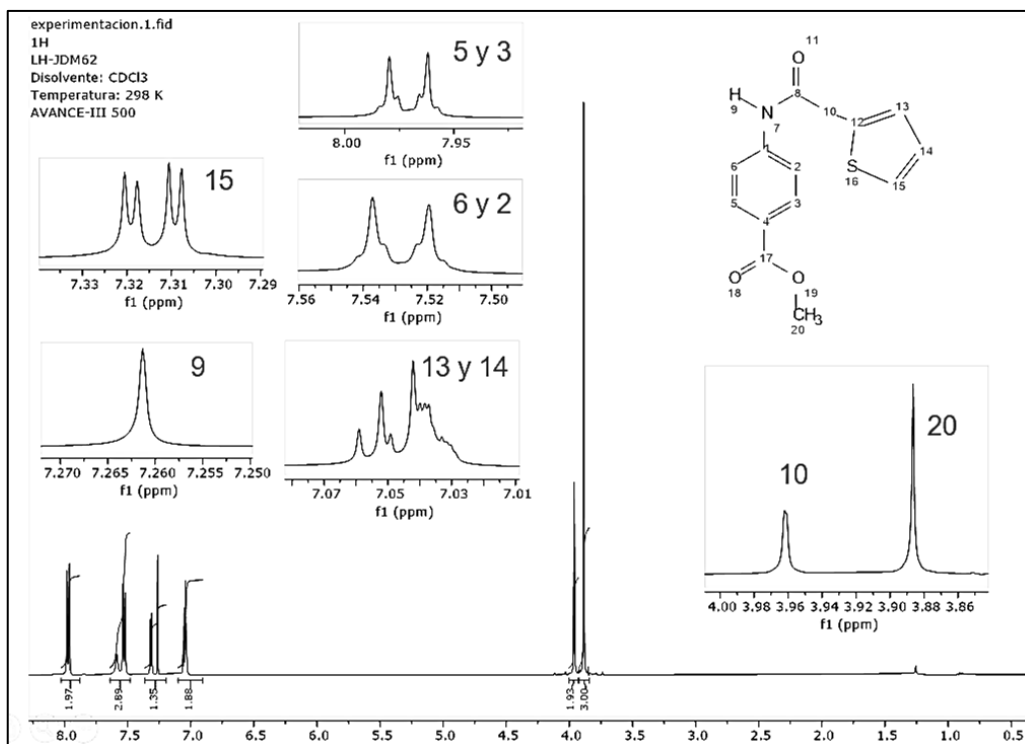 experimentacion.1.fid
1H
LH-JDM62
Disolvente: CDCl3
Temperatura: 298 K
AVANCE-III 500
5 y 3
8.00 7.95
f1 (ppm)
15
7.33 7.32 7.31 7.30 7.29
f1 (ppm)
6 y 2
7.56 7.54 7.52 7.50
f1 (ppm)
9
7.270 7.265 7.260 7.255 7.250
f1 (ppm)
13 y 14
7.07 7.05 7.03 7.01
f1 (ppm)
11
O
H
9
8
N
7
10
12
13
14
S
16
15
6
2
5
3
4
17
O
18
O
19
20
CH3
10
20
4.00 3.98 3.96 3.94 3.92 3.90 3.88 3.86
f1 (ppm)
1.97
2.89
1.35
1.88
1.93
3.00
8.0 7.5 7.0 6.5 6.0 5.5 5.0 4.5 4.0 3.5 3.0 2.5 2.0 1.5 1.0 0.5